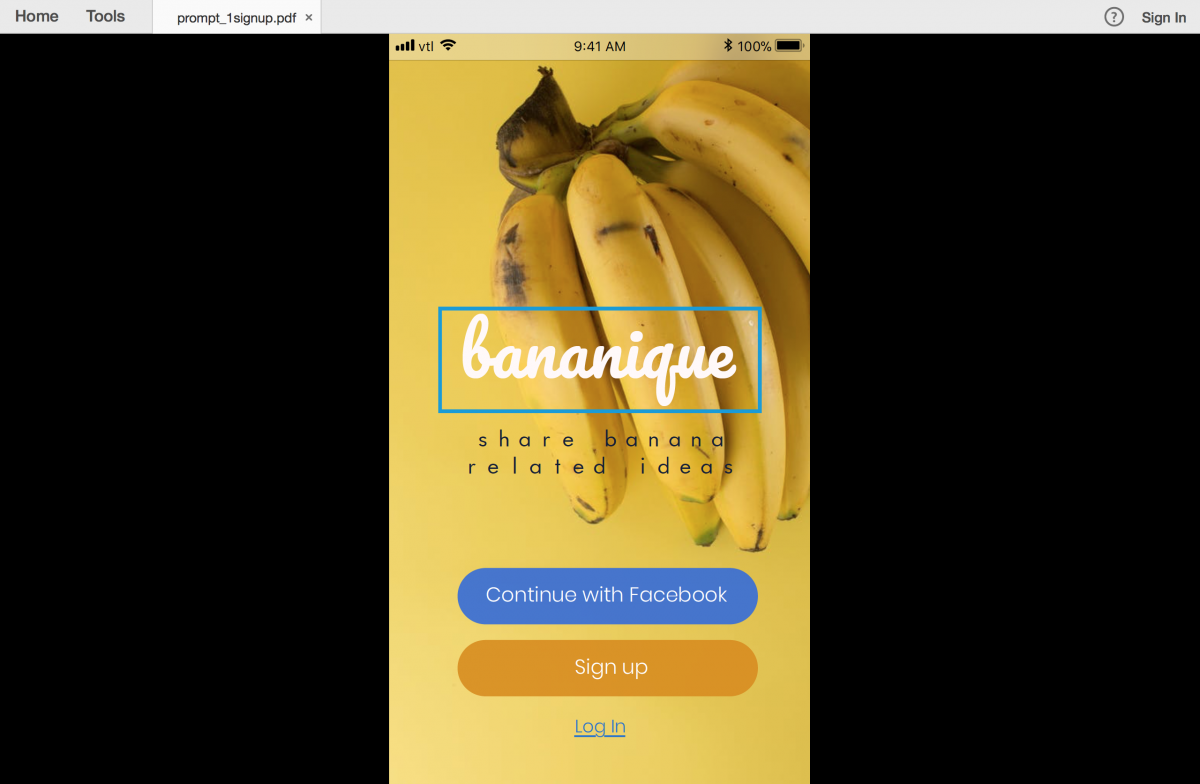 Home Tools prompt_1signup.pdf × ? Sign In
vtl 9:41 AM 100%
bananique
share banana
related ideas
Continue with Facebook
Sign up
Log In